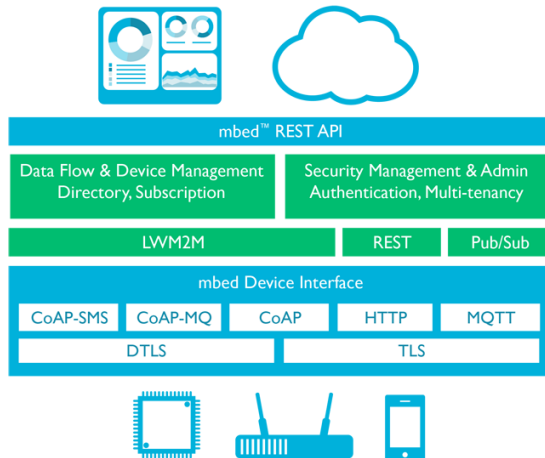 mbed™ REST API
Data Flow & Device Management
Directory, Subscription
Security Management & Admin
Authentication, Multi-tenancy
LWM2M
REST
Pub/Sub
mbed Device Interface
CoAP-SMS
CoAP-MQ
CoAP
HTTP
MQTT
DTLS
TLS